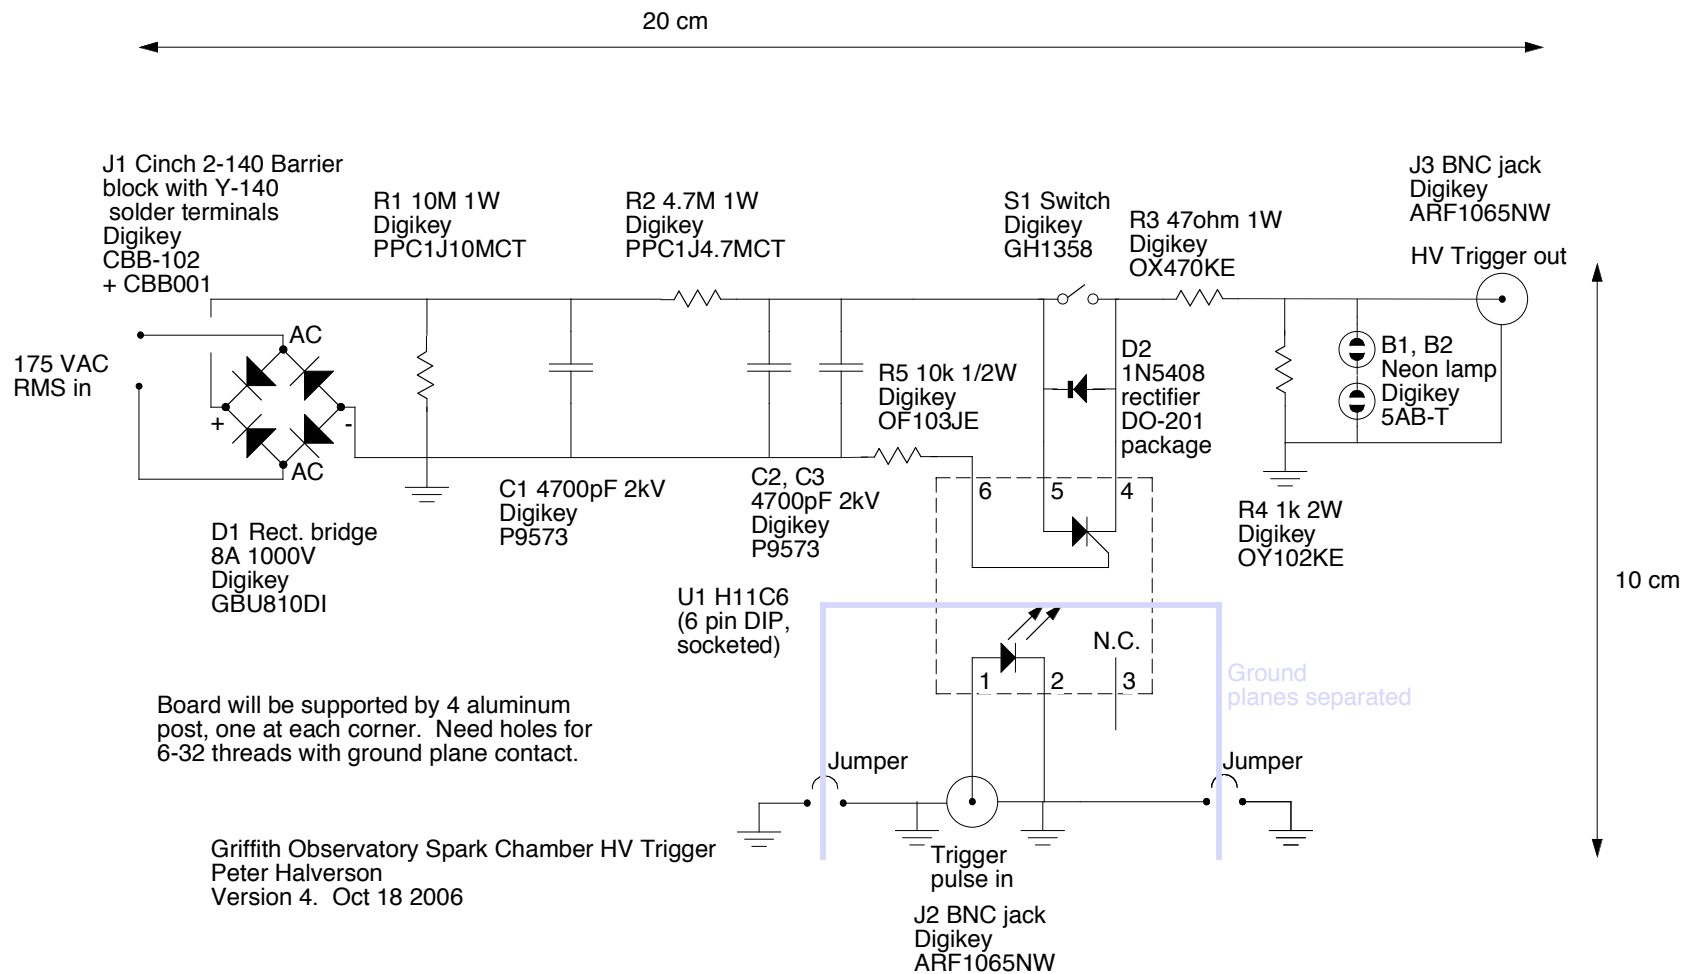 20 cm
J1 Cinch 2-140 Barrier
block with Y-140
solder terminals
Digikey
CBB-102
+ CBB001
R1 10M 1W
Digikey
PPC1J10MCT
R2 4.7M 1W
Digikey
PPC1J4.7MCT
S1 Switch
Digikey
GH1358
R3 47ohm 1W
Digikey
OX470KE
J3 BNC jack
Digikey
ARF1065NW
HV Trigger out
175 VAC
RMS in
AC
+
-
AC
R5 10k 1/2W
Digikey
OF103JE
D2
1N5408
rectifier
DO-201
package
B1, B2
Neon lamp
Digikey
5AB-T
D1 Rect. bridge
8A 1000V
Digikey
GBU810DI
C1 4700pF 2kV
Digikey
P9573
C2, C3
4700pF 2kV
Digikey
P9573
6
5
4
R4 1k 2W
Digikey
OY102KE
10 cm
U1 H11C6
(6 pin DIP,
socketed)
N.C.
1
2
3
Ground
planes separated
Board will be supported by 4 aluminum
post, one at each corner.  Need holes for
6-32 threads with ground plane contact.
Jumper
Jumper
Griffith Observatory Spark Chamber HV Trigger
Peter Halverson
Version 4.  Oct 18 2006
Trigger
pulse in
J2 BNC jack
Digikey
ARF1065NW